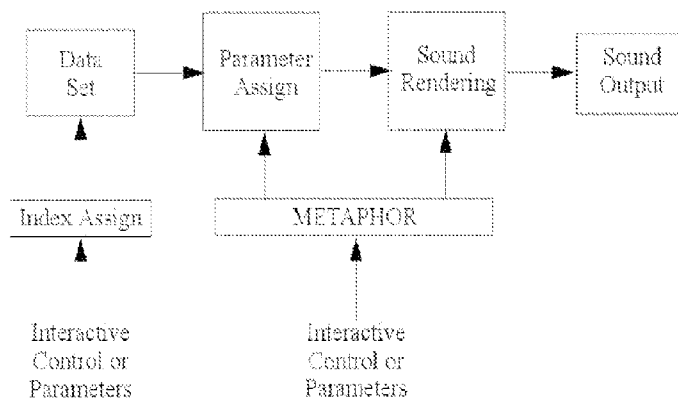 Data
Set
Parameter
Assign
Sound
Rendering
Sound
Output
Index Assign
METAPHOR
Interactive
Control or
Parameters
Interactive
Control or
Parameters